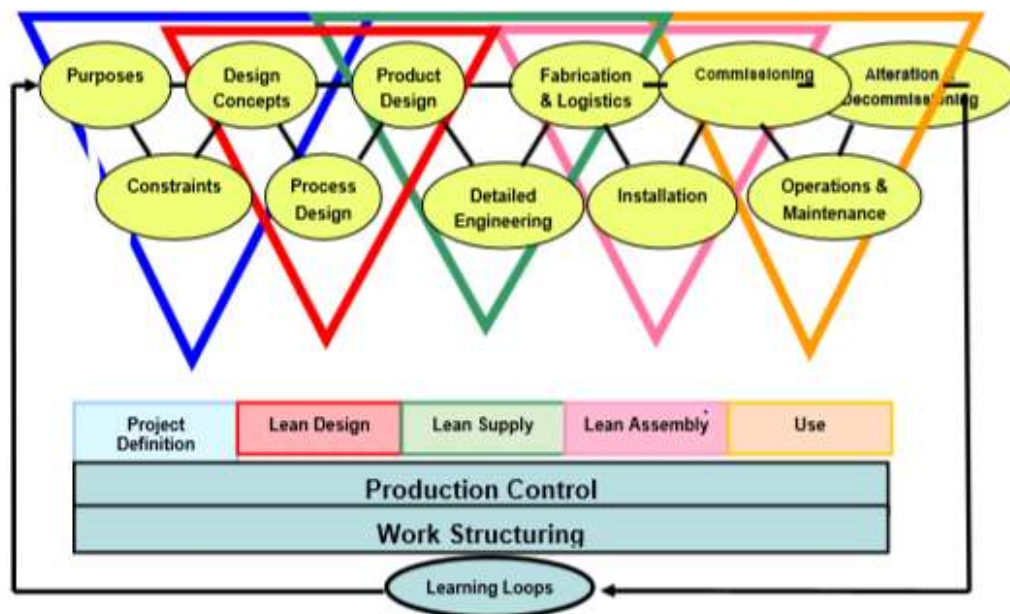 Purposes
Design
Concepts
Product
Design
Fabrication
& Logistics
Commissioning
Alteration
Decommissioning
Constraints
Process
Design
Detailed
Engineering
Installation
Operations &
Maintenance
Project
Definition
Lean Design
Lean Supply
Lean Assembly
Use
Production Control
Work Structuring
Learning Loops